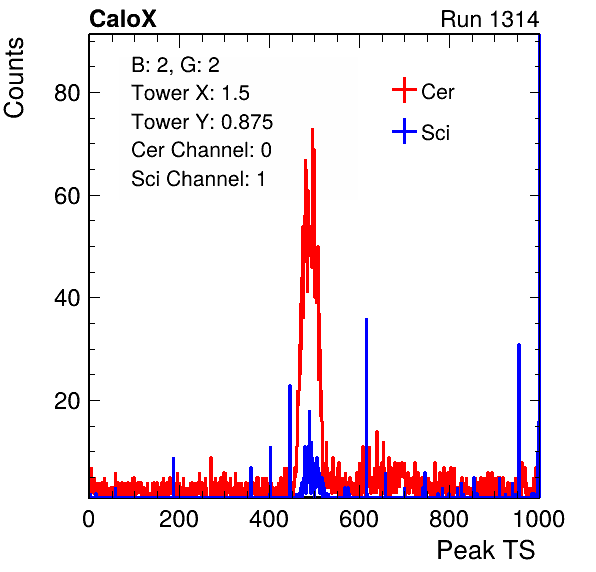 CaloX
Run 1314
Counts
B: 2, G: 2
Tower X: 1.5
Tower Y: 0.875
Cer Channel: 0
Sci Channel: 1
Cer
Sci
80
60
40
20
0 200 400 600 800 1000
Peak TS